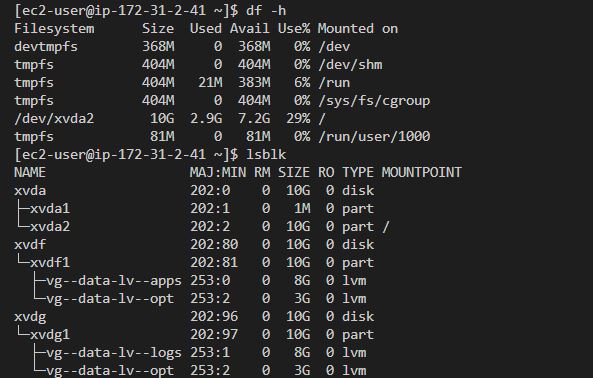 [ec2-user@ip-172-31-2-41 ~]$ df -h
Filesystem      Size  Used Avail Use% Mounted on
devtmpfs        368M     0  368M   0% /dev
tmpfs           404M     0  404M   0% /dev/shm
tmpfs           404M   21M  383M   6% /run
tmpfs           404M     0  404M   0% /sys/fs/cgroup
/dev/xvda2       10G  2.9G  7.2G  29% /
tmpfs            81M     0   81M   0% /run/user/1000
[ec2-user@ip-172-31-2-41 ~]$ lsblk
NAME                  MAJ:MIN RM SIZE RO TYPE MOUNTPOINT
xvda                  202:0    0  10G  0 disk
├─xvda1               202:1    0   1M  0 part
└─xvda2               202:2    0  10G  0 part /
xvdf                  202:80   0  10G  0 disk
└─xvdf1               202:81   0  10G  0 part
  ├─vg--data-lv--apps 253:0    0   8G  0 lvm
  └─vg--data-lv--opt  253:2    0   3G  0 lvm
xvdg                  202:96   0  10G  0 disk
└─xvdg1               202:97   0  10G  0 part
  ├─vg--data-lv--logs 253:1    0   8G  0 lvm
  └─vg--data-lv--opt  253:2    0   3G  0 lvm